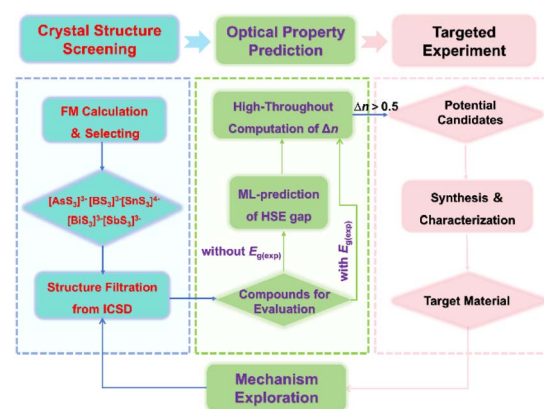 Crystal Structure
Screening
Optical Property
Prediction
Targeted
Experiment
FM Calculation
& Selecting
[AsS₃]³⁻[BS₃]³⁻[SnS₃]⁴⁻
[BiS₃]³⁻[SbS₃]³⁻
Structure Filtration
from ICSD
High-Throughout
Computation of Δn
ML-prediction
of HSE gap
without Eg(exp)
with Eg(exp)
Compounds for
Evaluation
Δn > 0.5
Potential
Candidates
Synthesis &
Characterization
Target Material
Mechanism
Exploration